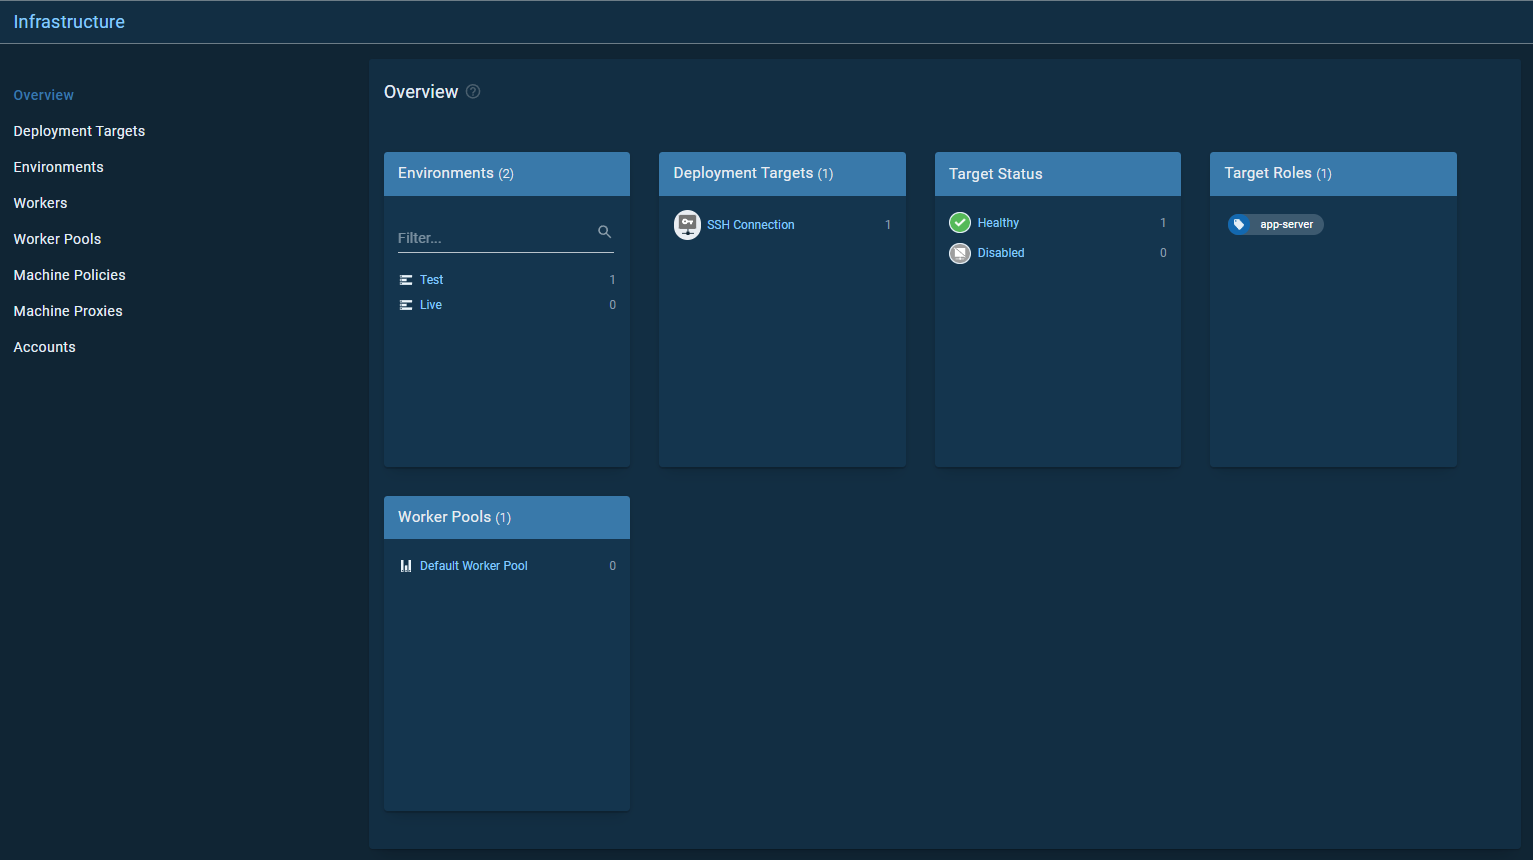 Infrastructure
Overview
Deployment Targets
Environments
Workers
Worker Pools
Machine Policies
Machine Proxies
Accounts
Overview ?
Environments (2)
Filter...
Test 1
Live 0
Deployment Targets (1)
SSH Connection 1
Target Status
Healthy 1
Disabled 0
Target Roles (1)
app-server
Worker Pools (1)
Default Worker Pool 0